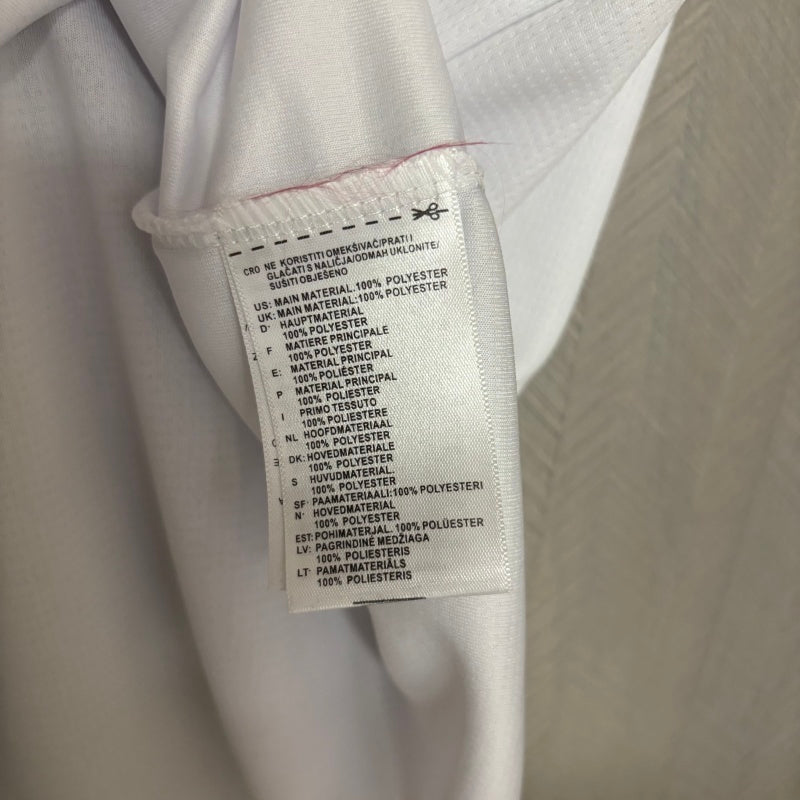 CRO NE KORISTITI OMEKŠIVAČ/PRATI I
GLAČATI S NALIČJA/ODMAH UKLONITE/
SUŠITI OBJEŠENO
US: MAIN MATERIAL.100% POLYESTER
UK: MAIN MATERIAL:100% POLYESTER
D· HAUPTMATERIAL
100% POLYESTER
F MATIERE PRINCIPALE
100% POLYESTER
E: MATERIAL PRINCIPAL
100% POLIÉSTER
P MATERIAL PRINCIPAL
100% POLIESTER
I PRIMO TESSUTO
100% POLIESTERE
NL HOOFDMATERIAAL
100% POLYESTER
DK: HOVEDMATERIALE
100% POLYESTER
S HUVUDMATERIAL.
100% POLYESTER
SF· PAAMATERIAALI:100% POLYESTERI
N· HOVEDMATERIAL
100% POLYESTER
EST: POHIMATERJAL. 100% POLÜESTER
LV: PAGRINDINĖ MEDŽIAGA
100% POLIESTERIS
LT· PAMATMATERIĀLS
100% POLIESTERIS